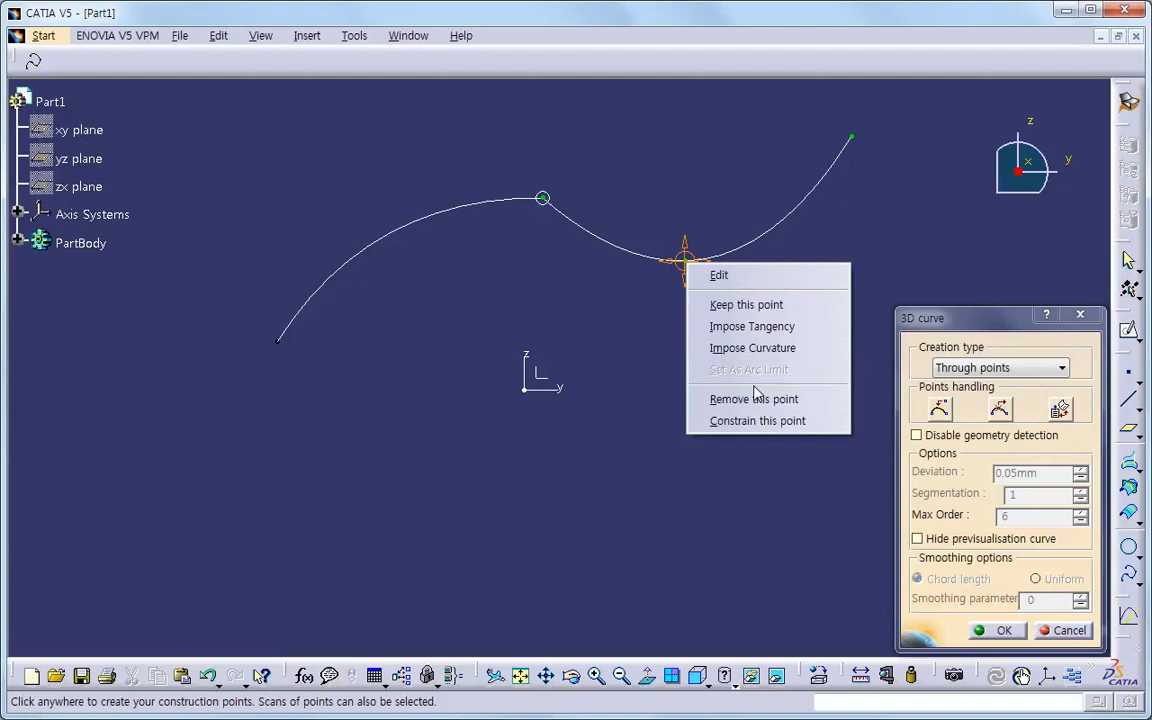 CATIA V5 - [Part1]
Start ENOVIA V5 VPM File Edit View Insert Tools Window Help
Part1
xy plane
yz plane
zx plane
Axis Systems
PartBody
z
y
x
z
y
Edit
Keep this point
Impose Tangency
Impose Curvature
Set As Arc Limit
Remove this point
Constrain this point
3D curve
Creation type
Through points
Points handling
Disable geometry detection
Options
Deviation : 0.05mm
Segmentation : 1
Max Order : 6
Hide previsualisation curve
Smoothing options
Chord length Uniform
Smoothing parameter 0
OK Cancel
f(x)
CATIA
Click anywhere to create your construction points. Scans of points can also be selected.